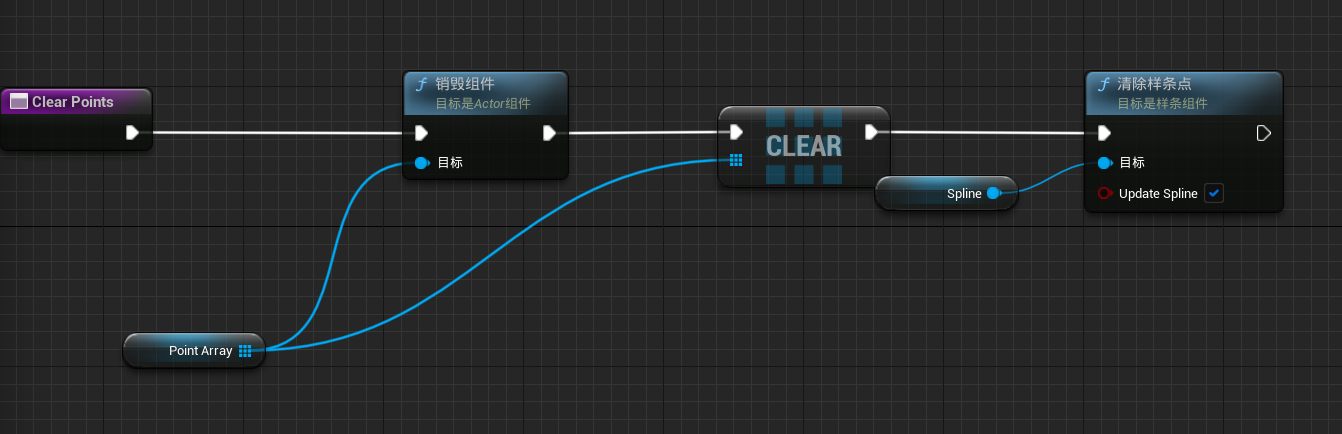 Clear Points
销毁组件
目标是Actor组件
目标
CLEAR
Spline
清除样条点
目标是样条组件
目标
Update Spline
Point Array